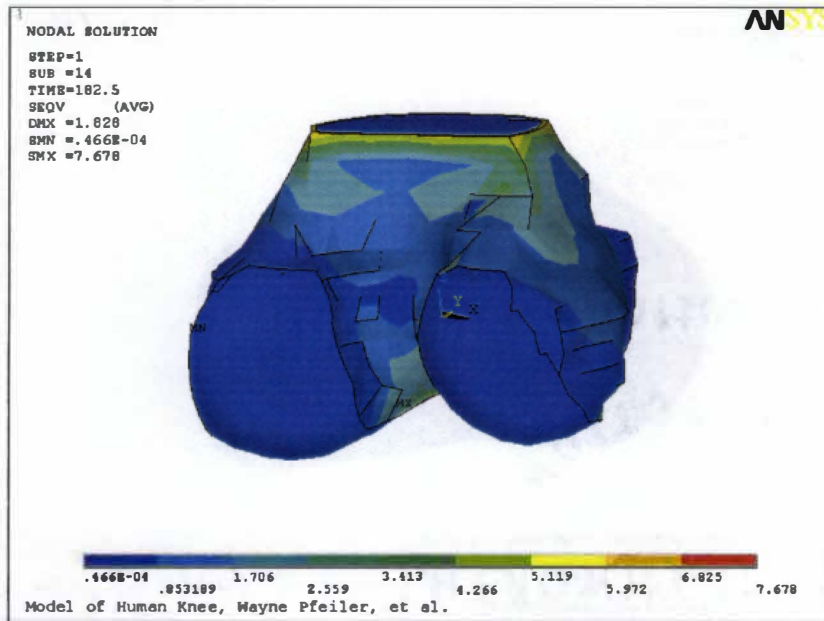 1
NODAL SOLUTION
STEP=1
SUB =14
TIME=182.5
SEQV (AVG)
DMX =1.828
SMN =.466E-04
SMX =7.678
ANSYS
Y
X
MN
MX
.466E-04 1.706 3.413 5.119 6.825
.853189 2.559 4.266 5.972 7.678
Model of Human Knee, Wayne Pfeiler, et al.